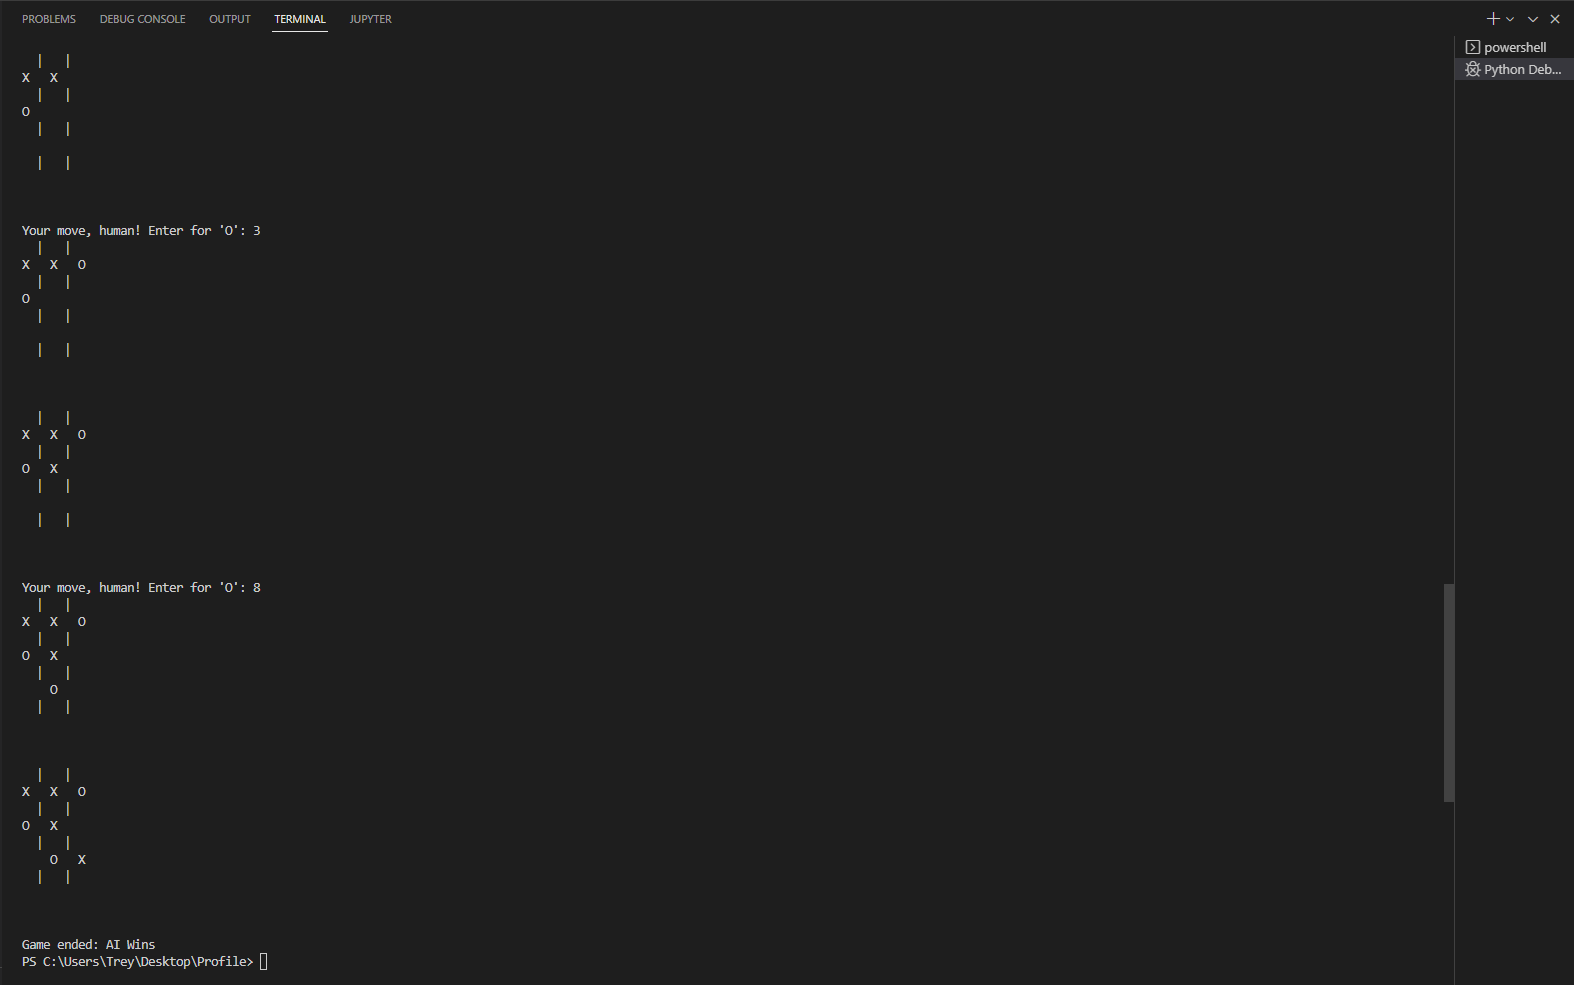 PROBLEMS DEBUG CONSOLE OUTPUT TERMINAL JUPYTER
powershell
Python Deb...
  |   |
X   X
  |   |
O
  |   |
  |   |
Your move, human! Enter for 'O': 3
  |   |
X   X   O
  |   |
O
  |   |
  |   |
  |   |
X   X   O
  |   |
O   X
  |   |
  |   |
Your move, human! Enter for 'O': 8
  |   |
X   X   O
  |   |
O   X
  |   |
    O
  |   |
  |   |
X   X   O
  |   |
O   X
  |   |
    O   X
  |   |
Game ended: AI Wins
PS C:\Users\Trey\Desktop\Profile>